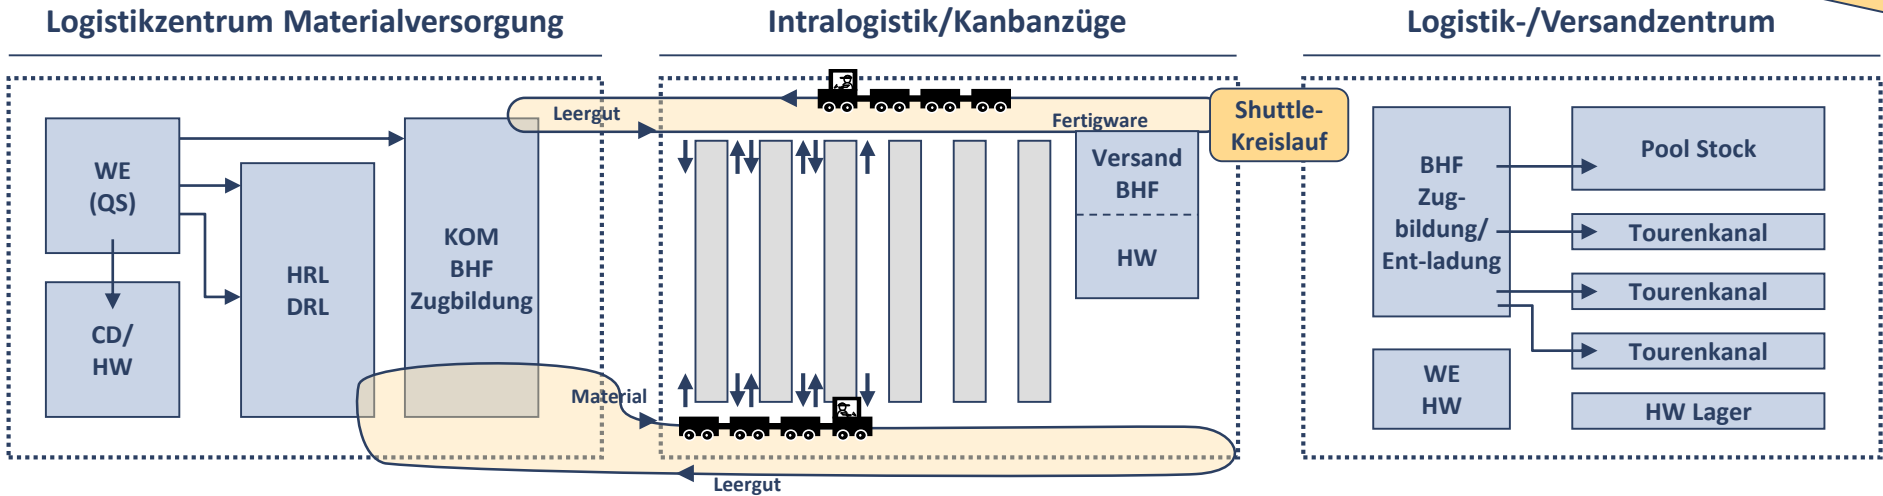 Logistikzentrum Materialversorgung
WE
(QS)
CD/
HW
HRL
DRL
KOM
BHF
Zugbildung
Intralogistik/Kanbanzüge
Leergut
Fertigware
Shuttle-
Kreislauf
Versand
BHF
HW
Material
Leergut
Logistik-/Versandzentrum
BHF
Zug-
bildung/
Ent-ladung
WE
HW
Pool Stock
Tourenkanal
Tourenkanal
Tourenkanal
HW Lager